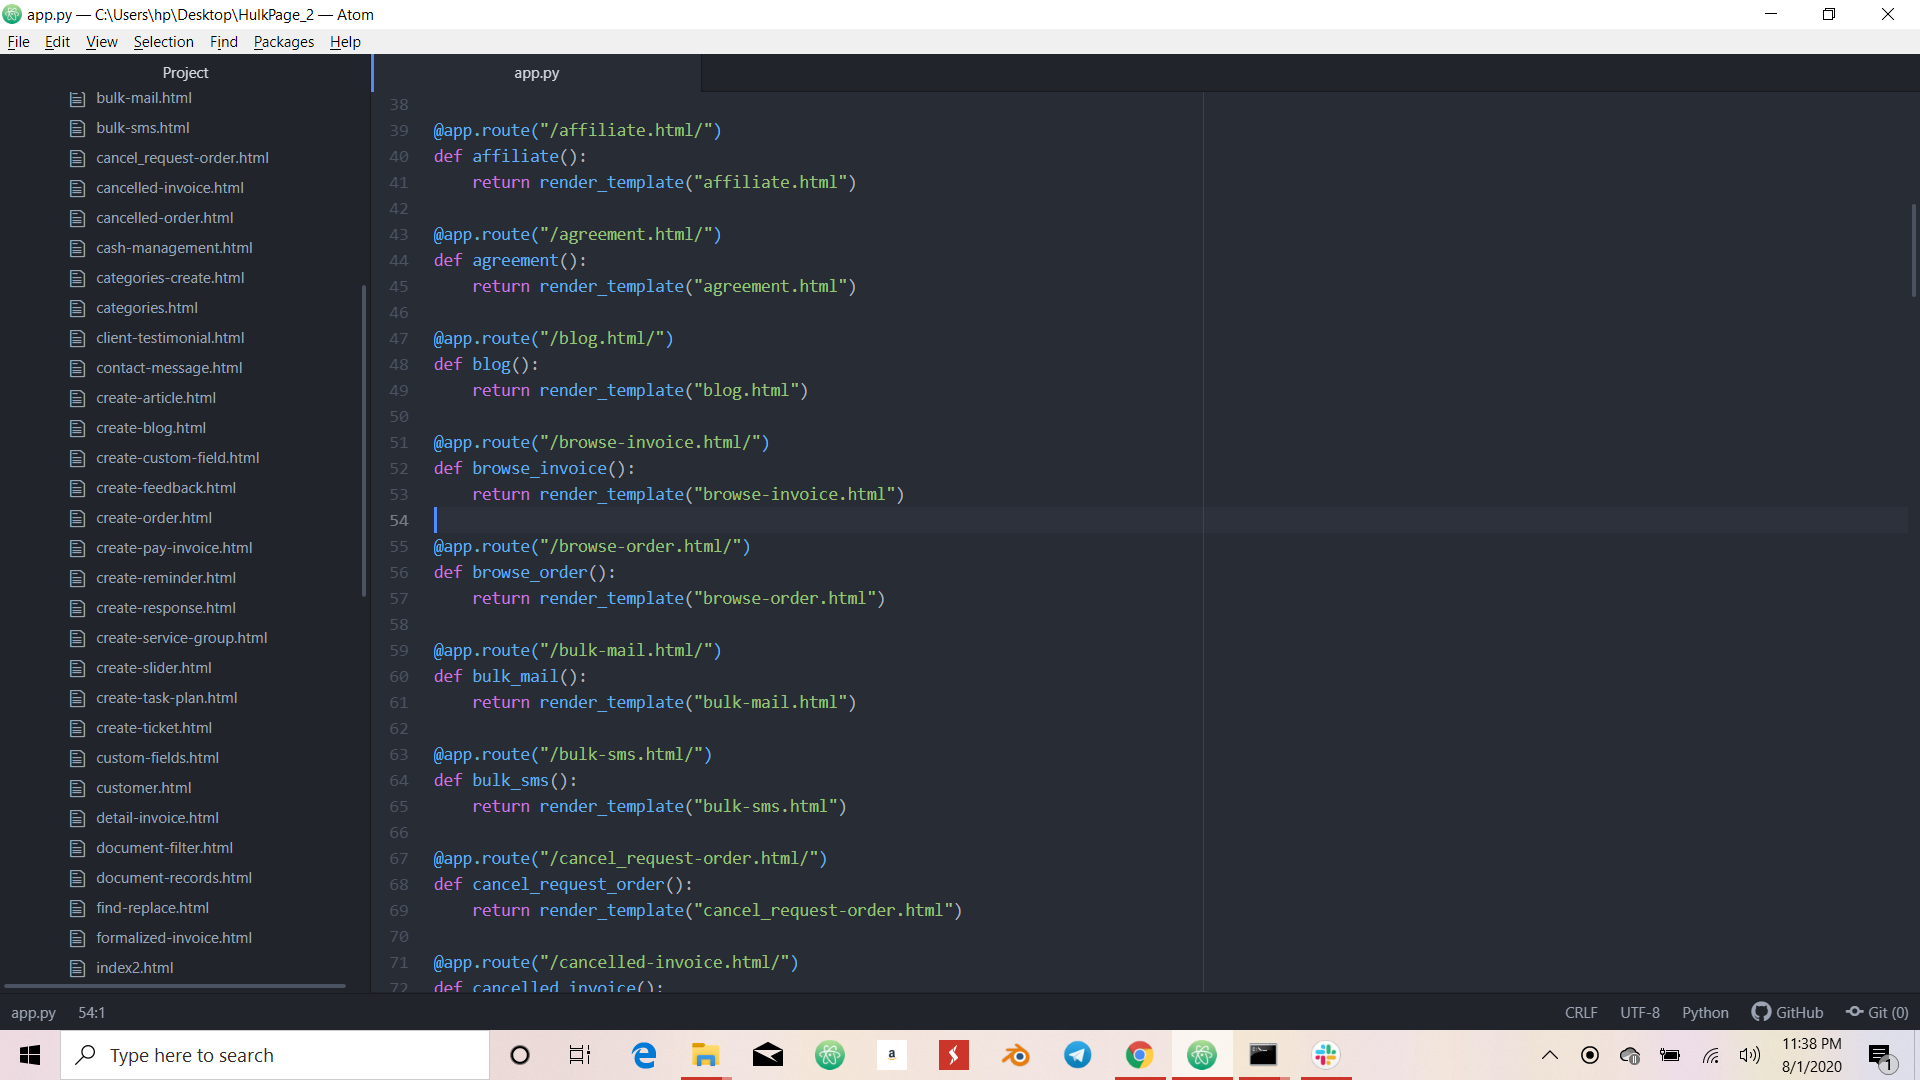 app.py — C:\Users\hp\Desktop\HulkPage_2 — Atom
File Edit View Selection Find Packages Help
Project
bulk-mail.html
bulk-sms.html
cancel_request-order.html
cancelled-invoice.html
cancelled-order.html
cash-management.html
categories-create.html
categories.html
client-testimonial.html
contact-message.html
create-article.html
create-blog.html
create-custom-field.html
create-feedback.html
create-order.html
create-pay-invoice.html
create-reminder.html
create-response.html
create-service-group.html
create-slider.html
create-task-plan.html
create-ticket.html
custom-fields.html
customer.html
detail-invoice.html
document-filter.html
document-records.html
find-replace.html
formalized-invoice.html
index2.html
app.py
38
39 @app.route("/affiliate.html/")
40 def affiliate():
41     return render_template("affiliate.html")
42
43 @app.route("/agreement.html/")
44 def agreement():
45     return render_template("agreement.html")
46
47 @app.route("/blog.html/")
48 def blog():
49     return render_template("blog.html")
50
51 @app.route("/browse-invoice.html/")
52 def browse_invoice():
53     return render_template("browse-invoice.html")
54
55 @app.route("/browse-order.html/")
56 def browse_order():
57     return render_template("browse-order.html")
58
59 @app.route("/bulk-mail.html/")
60 def bulk_mail():
61     return render_template("bulk-mail.html")
62
63 @app.route("/bulk-sms.html/")
64 def bulk_sms():
65     return render_template("bulk-sms.html")
66
67 @app.route("/cancel_request-order.html/")
68 def cancel_request_order():
69     return render_template("cancel_request-order.html")
70
71 @app.route("/cancelled-invoice.html/")
72 def cancelled_invoice():
app.py 54:1 CRLF UTF-8 Python GitHub Git (0)
Type here to search
a
11:38 PM
8/1/2020
1